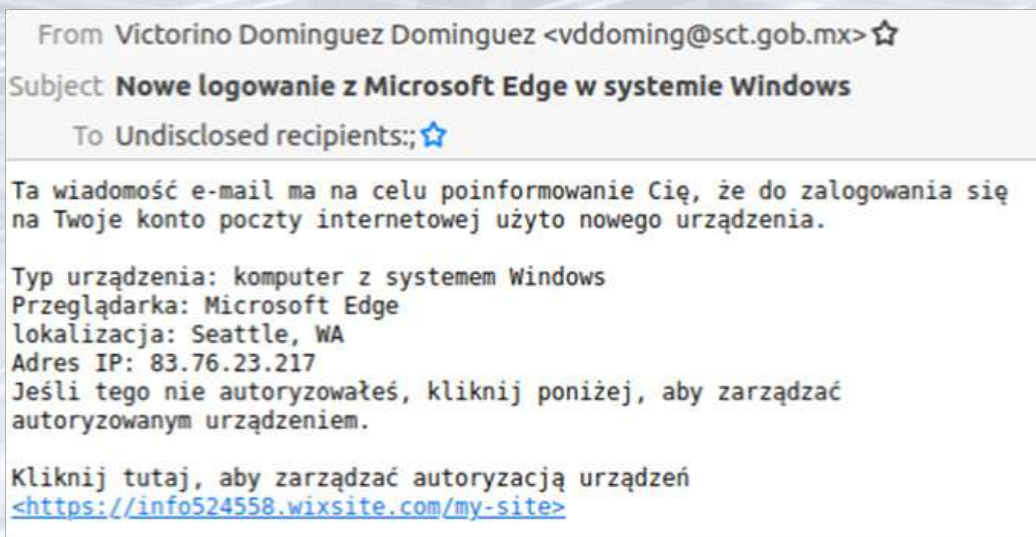 From Victorino Dominguez Dominguez <vddoming@sct.gob.mx>
Subject Nowe logowanie z Microsoft Edge w systemie Windows
To Undisclosed recipients:;
Ta wiadomość e-mail ma na celu poinformowanie Cię, że do zalogowania się
na Twoje konto poczty internetowej użyto nowego urządzenia.
Typ urządzenia: komputer z systemem Windows
Przeglądarka: Microsoft Edge
lokalizacja: Seattle, WA
Adres IP: 83.76.23.217
Jeśli tego nie autoryzowałeś, kliknij poniżej, aby zarządzać
autoryzowanym urządzeniem.
Kliknij tutaj, aby zarządzać autoryzacją urządzeń
<https://info524558.wixsite.com/my-site>